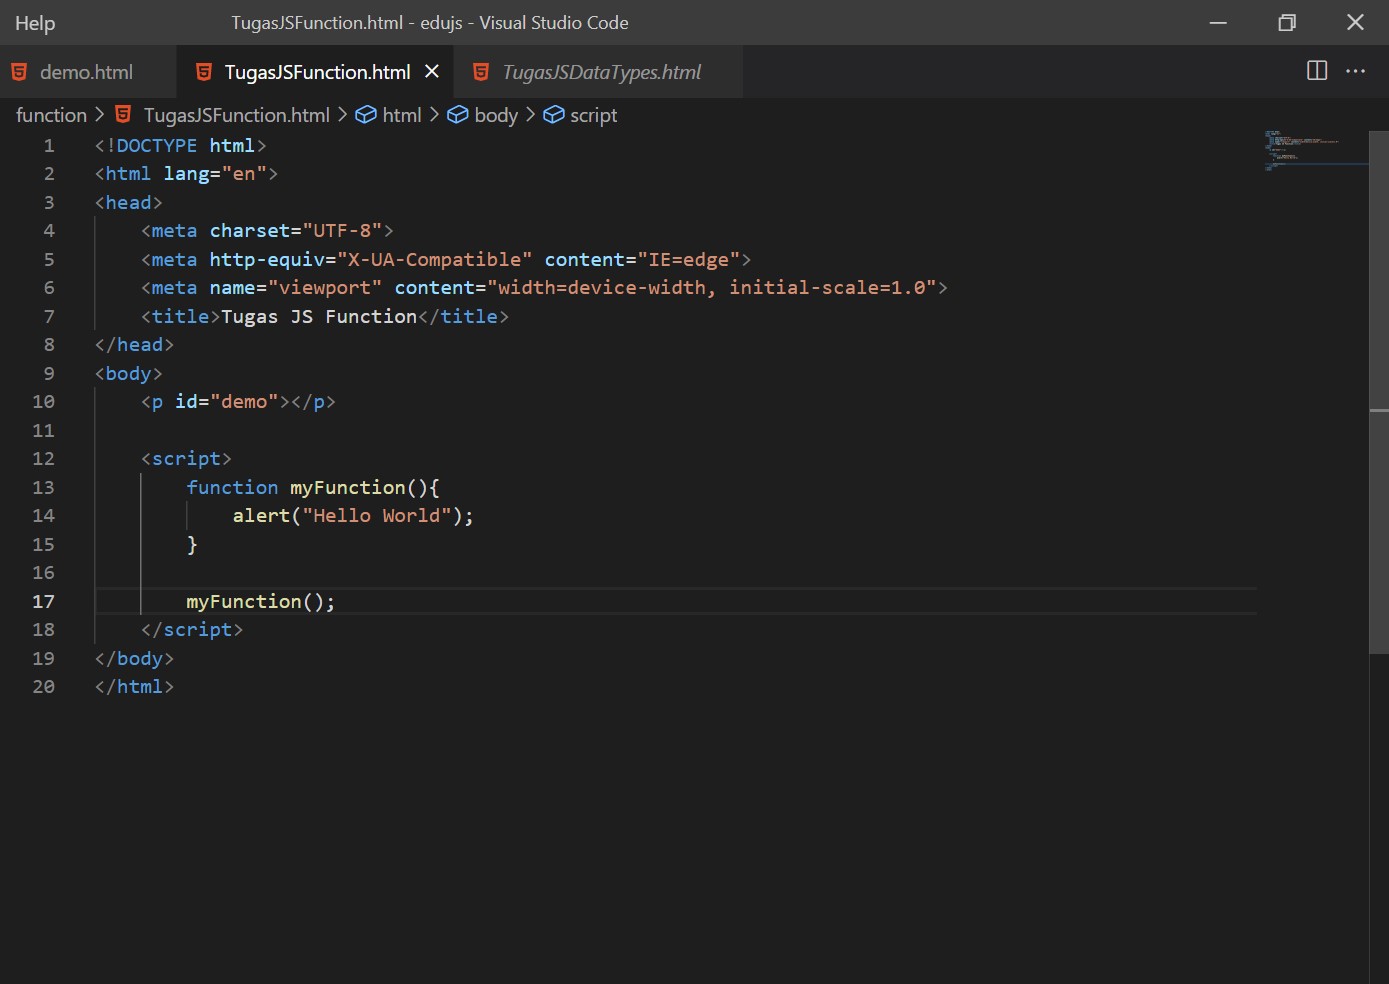 Help TugasJSFunction.html - edujs - Visual Studio Code
demo.html TugasJSFunction.html TugasJSDataTypes.html
function > TugasJSFunction.html > html > body > script
1 <!DOCTYPE html>
2 <html lang="en">
3 <head>
4     <meta charset="UTF-8">
5     <meta http-equiv="X-UA-Compatible" content="IE=edge">
6     <meta name="viewport" content="width=device-width, initial-scale=1.0">
7     <title>Tugas JS Function</title>
8 </head>
9 <body>
10     <p id="demo"></p>
11
12     <script>
13         function myFunction(){
14             alert("Hello World");
15         }
16
17         myFunction();
18     </script>
19 </body>
20 </html>